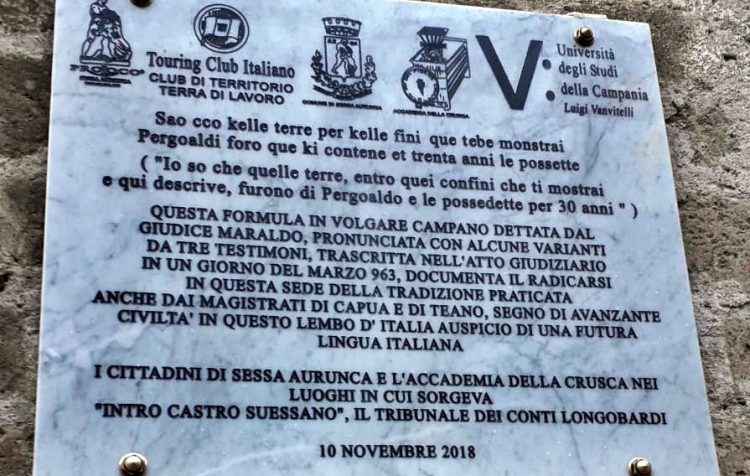 Touring Club Italiano
CLUB DI TERRITORIO
TERRA DI LAVORO
COMUNE DI SESSA AURUNCA
ACCADEMIA DELLA CRUSCA
V:
Università
degli Studi
della Campania
Luigi Vanvitelli
Sao cco kelle terre per kelle fini que tebe monstrai
Pergoaldi foro que ki contene et trenta anni le possette
( "Io so che quelle terre, entro quei confini che ti mostrai
e qui descrive, furono di Pergoaldo e le possedette per 30 anni " )
QUESTA FORMULA IN VOLGARE CAMPANO DETTATA DAL
GIUDICE MARALDO, PRONUNCIATA CON ALCUNE VARIANTI
DA TRE TESTIMONI, TRASCRITTA NELL'ATTO GIUDIZIARIO
IN UN GIORNO DEL MARZO 963, DOCUMENTA IL RADICARSI
IN QUESTA SEDE DELLA TRADIZIONE PRATICATA
ANCHE DAI MAGISTRATI DI CAPUA E DI TEANO, SEGNO DI AVANZANTE
CIVILTA' IN QUESTO LEMBO D' ITALIA AUSPICIO DI UNA FUTURA
LINGUA ITALIANA
I CITTADINI DI SESSA AURUNCA E L'ACCADEMIA DELLA CRUSCA NEI
LUOGHI IN CUI SORGEVA
"INTRO CASTRO SUESSANO", IL TRIBUNALE DEI CONTI LONGOBARDI
10 NOVEMBRE 2018